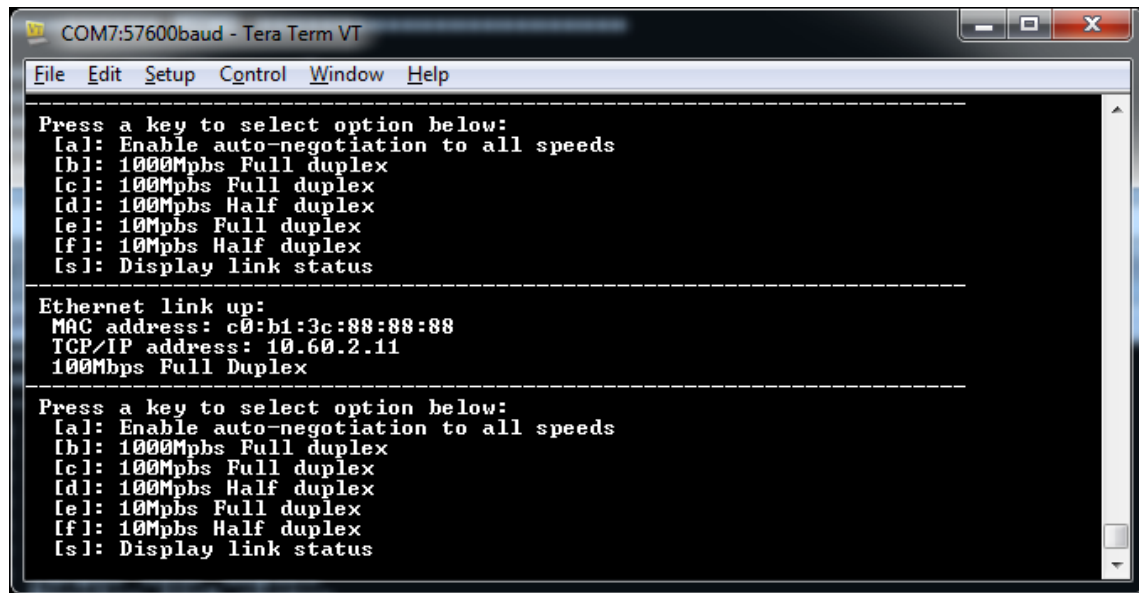 COM7:57600baud - Tera Term VT
File Edit Setup Control Window Help
Press a key to select option below:
[a]: Enable auto-negotiation to all speeds
[b]: 1000Mpbs Full duplex
[c]: 100Mpbs Full duplex
[d]: 100Mpbs Half duplex
[e]: 10Mpbs Full duplex
[f]: 10Mpbs Half duplex
[s]: Display link status
Ethernet link up:
MAC address: c0:b1:3c:88:88:88
TCP/IP address: 10.60.2.11
100Mbps Full Duplex
Press a key to select option below:
[a]: Enable auto-negotiation to all speeds
[b]: 1000Mpbs Full duplex
[c]: 100Mpbs Full duplex
[d]: 100Mpbs Half duplex
[e]: 10Mpbs Full duplex
[f]: 10Mpbs Half duplex
[s]: Display link status